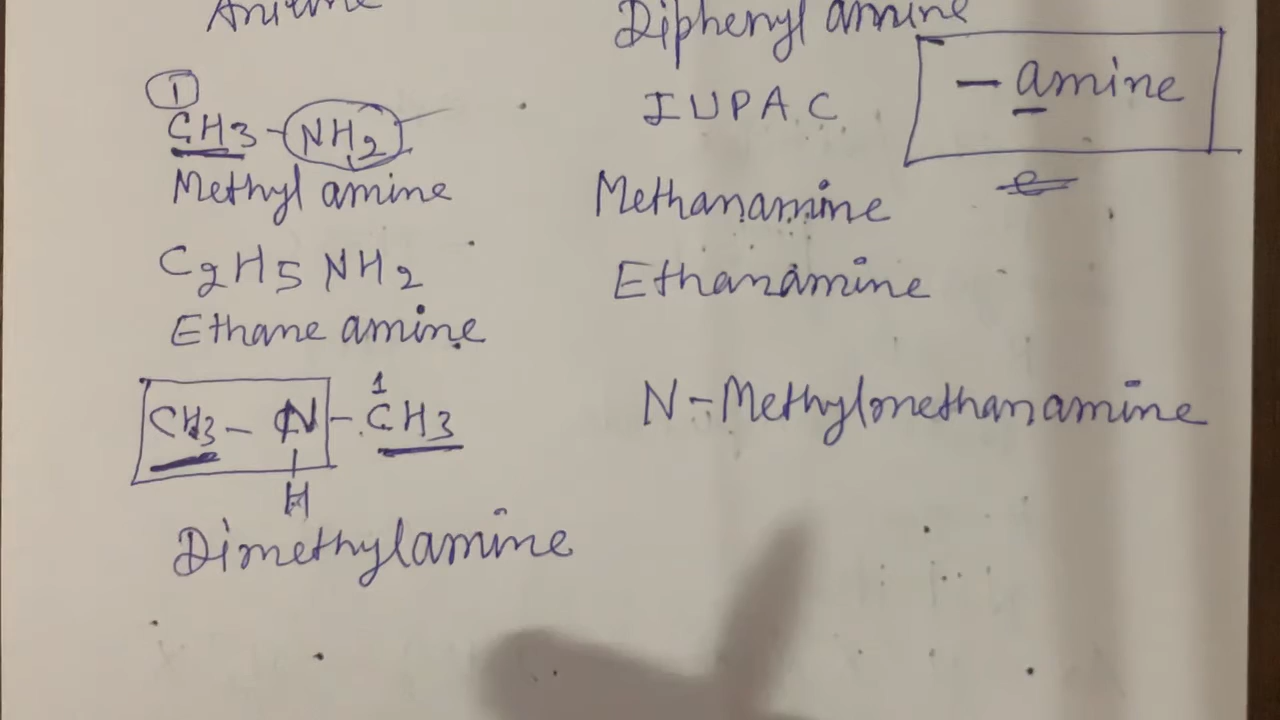 Aniline
Diphenyl amine
IUPAC
- amine
e
1
CH3-NH2
Methyl amine
Methanamine
C2H5NH2
Ethanamine
Ethane amine
1
CH3-N-CH3
H
N-Methylmethanamine
Dimethylamine